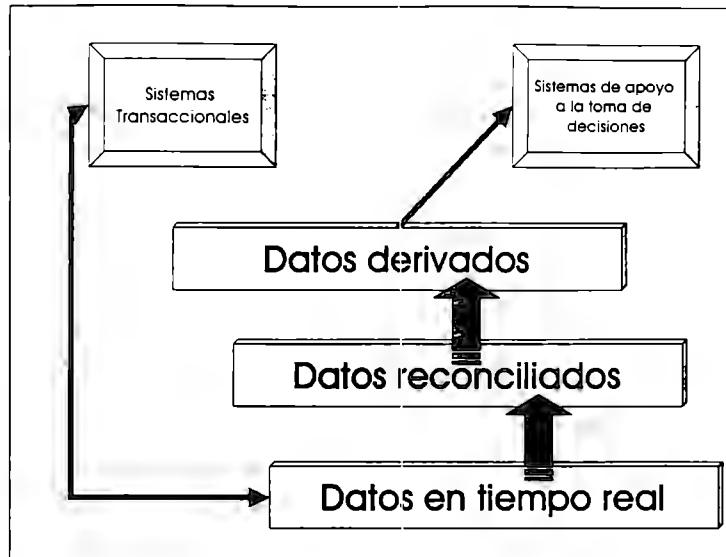 Sistemas
Transaccionales
Sistemas de apoyo
a la toma de
decisiones
Datos derivados
Datos reconciliados
Datos en tiempo real